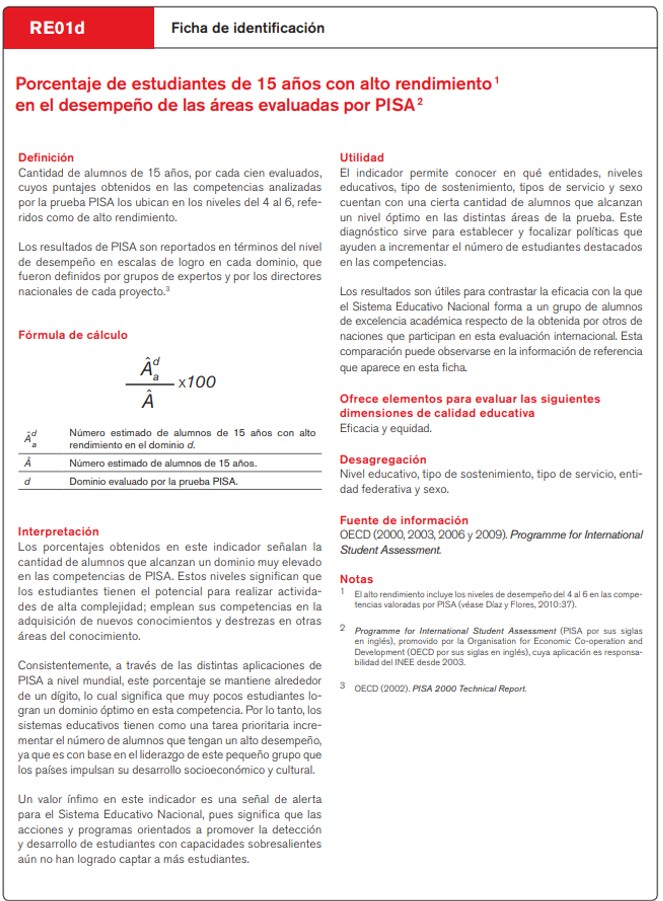 RE01d
Ficha de identificación
Porcentaje de estudiantes de 15 años con alto rendimiento 1
en el desempeño de las áreas evaluadas por PISA 2
Definición
Cantidad de alumnos de 15 años, por cada cien evaluados,
cuyos puntajes obtenidos en las competencias analizadas
por la prueba PISA los ubican en los niveles del 4 al 6, refe-
ridos como de alto rendimiento.
Los resultados de PISA son reportados en términos del nivel
de desempeño en escalas de logro en cada dominio, que
fueron definidos por grupos de expertos y por los directores
nacionales de cada proyecto.3
Fórmula de cálculo
Â d a
x100
Â
Â d a Número estimado de alumnos de 15 años con alto
rendimiento en el dominio d.
Â Número estimado de alumnos de 15 años.
d Dominio evaluado por la prueba PISA.
Interpretación
Los porcentajes obtenidos en este indicador señalan la
cantidad de alumnos que alcanzan un dominio muy elevado
en las competencias de PISA. Estos niveles significan que
los estudiantes tienen el potencial para realizar activida-
des de alta complejidad; emplean sus competencias en la
adquisición de nuevos conocimientos y destrezas en otras
áreas del conocimiento.
Consistentemente, a través de las distintas aplicaciones de
PISA a nivel mundial, este porcentaje se mantiene alrededor
de un dígito, lo cual significa que muy pocos estudiantes lo-
gran un dominio óptimo en esta competencia. Por lo tanto, los
sistemas educativos tienen como una tarea prioritaria incre-
mentar el número de alumnos que tengan un alto desempeño,
ya que es con base en el liderazgo de este pequeño grupo que
los países impulsan su desarrollo socioeconómico y cultural.
Un valor ínfimo en este indicador es una señal de alerta
para el Sistema Educativo Nacional, pues significa que las
acciones y programas orientados a promover la detección
y desarrollo de estudiantes con capacidades sobresalientes
aún no han logrado captar a más estudiantes.
Utilidad
El indicador permite conocer en qué entidades, niveles
educativos, tipo de sostenimiento, tipos de servicio y sexo
cuentan con una cierta cantidad de alumnos que alcanzan
un nivel óptimo en las distintas áreas de la prueba. Este
diagnóstico sirve para establecer y focalizar políticas que
ayuden a incrementar el número de estudiantes destacados
en las competencias.
Los resultados son útiles para contrastar la eficacia con la que
el Sistema Educativo Nacional forma a un grupo de alumnos
de excelencia académica respecto de la obtenida por otros de
naciones que participan en esta evaluación internacional. Esta
comparación puede observarse en la información de referencia
que aparece en esta ficha.
Ofrece elementos para evaluar las siguientes
dimensiones de calidad educativa
Eficacia y equidad.
Desagregación
Nivel educativo, tipo de sostenimiento, tipo de servicio, enti-
dad federativa y sexo.
Fuente de información
OECD (2000, 2003, 2006 y 2009). Programme for International
Student Assessment.
Notas
1 El alto rendimiento incluye los niveles de desempeño del 4 al 6 en las compe-
tencias valoradas por PISA (véase Díaz y Flores, 2010:37).
2 Programme for International Student Assessment (PISA por sus siglas
en inglés), promovido por la Organisation for Economic Co-operation and
Development (OECD por sus siglas en inglés), cuya aplicación es responsa-
bilidad del INEE desde 2003.
3 OECD (2002). PISA 2000 Technical Report.